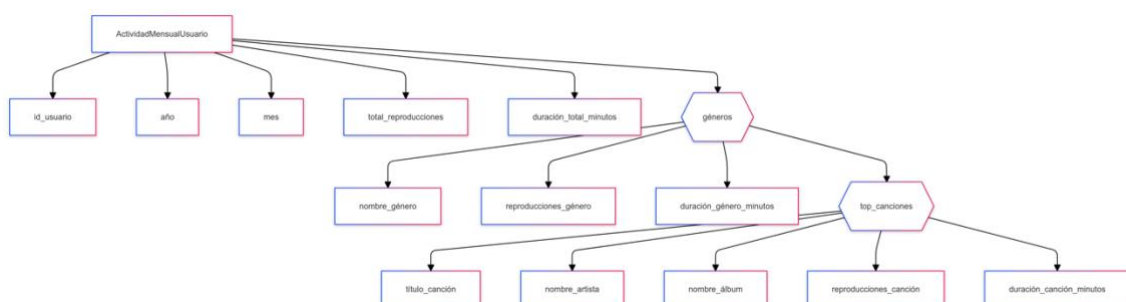 ActividadMensualUsuario
id_usuario
año
mes
total_reproducciones
duración_total_minutos
géneros
nombre_género
reproducciones_género
duración_género_minutos
top_canciones
título_canción
nombre_artista
nombre_álbum
reproducciones_canción
duración_canción_minutos